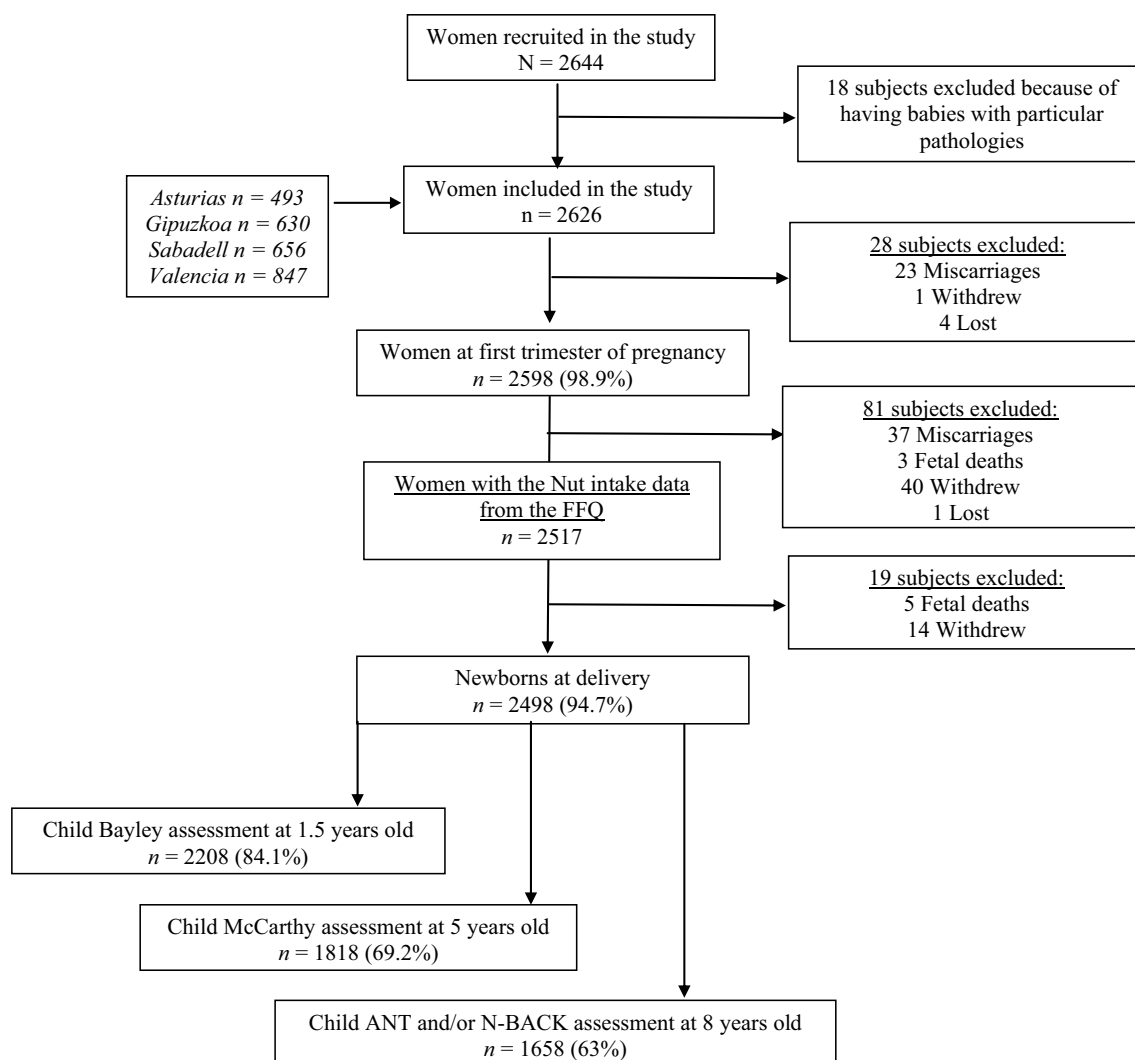 Women recruited in the study
N = 2644
18 subjects excluded because of
having babies with particular
pathologies
Asturias n = 493
Gipuzkoa n = 630
Sabadell n = 656
Valencia n = 847
Women included in the study
n = 2626
28 subjects excluded:
23 Miscarriages
1 Withdrew
4 Lost
Women at first trimester of pregnancy
n = 2598 (98.9%)
81 subjects excluded:
37 Miscarriages
3 Fetal deaths
40 Withdrew
1 Lost
Women with the Nut intake data
from the FFQ
n = 2517
19 subjects excluded:
5 Fetal deaths
14 Withdrew
Newborns at delivery
n = 2498 (94.7%)
Child Bayley assessment at 1.5 years old
n = 2208 (84.1%)
Child McCarthy assessment at 5 years old
n = 1818 (69.2%)
Child ANT and/or N-BACK assessment at 8 years old
n = 1658 (63%)